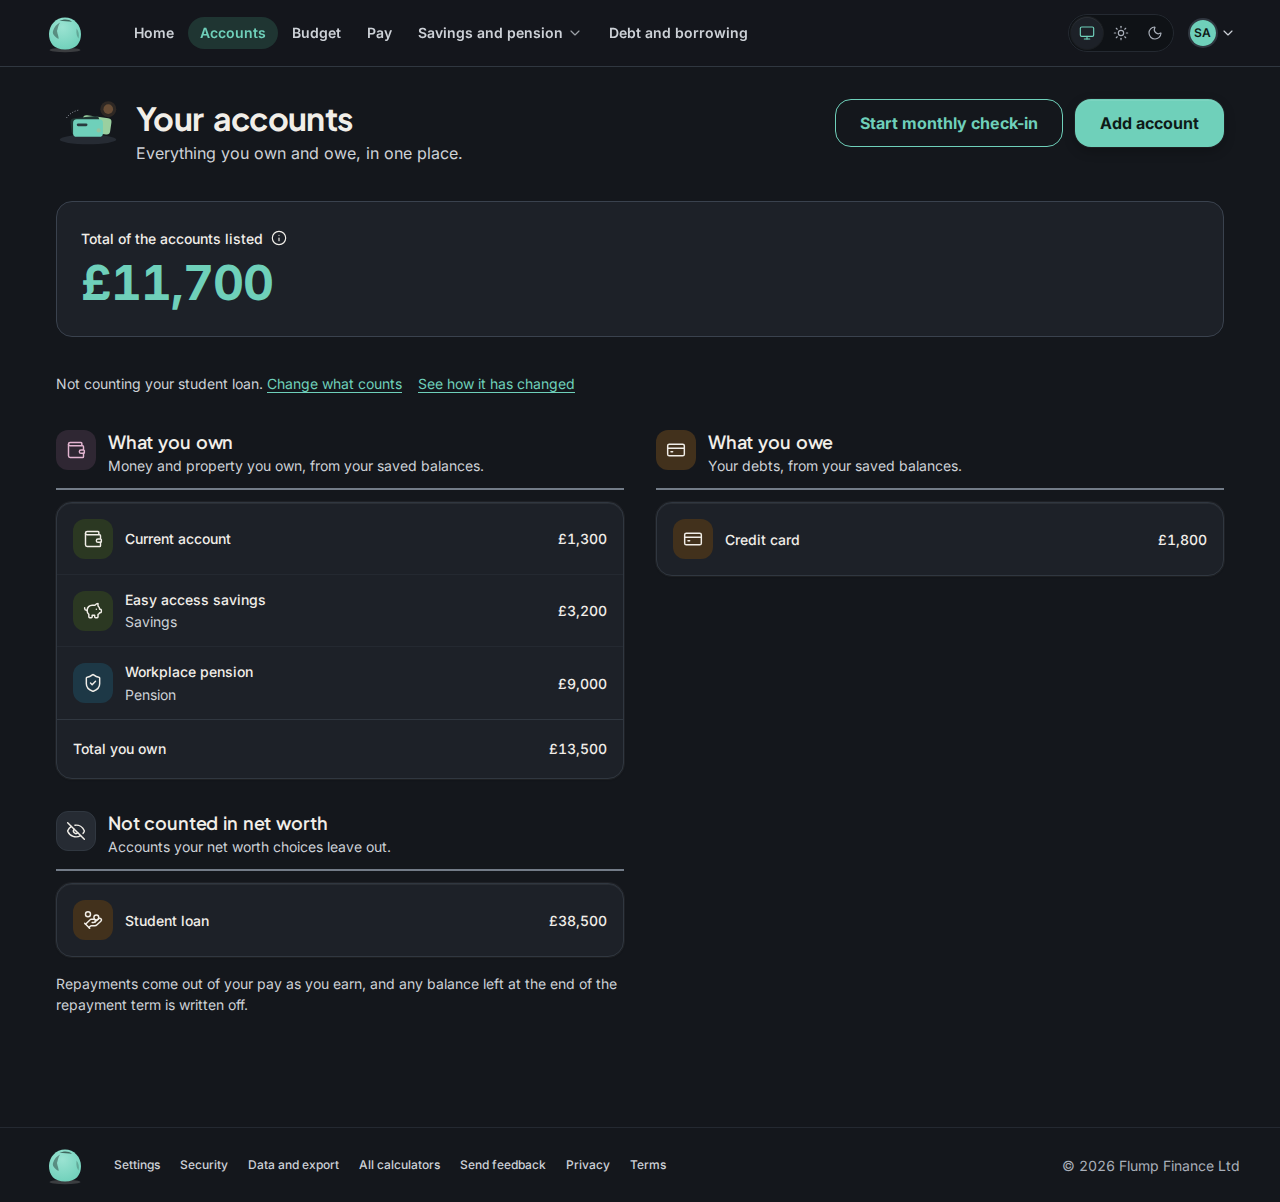 Home
Accounts
Budget
Pay
Savings and pension
Debt and borrowing
SA
Your accounts
Everything you own and owe, in one place.
Start monthly check-in
Add account
Total of the accounts listed
£11,700
Not counting your student loan. Change what counts See how it has changed
What you own
Money and property you own, from your saved balances.
Current account
£1,300
Easy access savings
Savings
£3,200
Workplace pension
Pension
£9,000
Total you own
£13,500
What you owe
Your debts, from your saved balances.
Credit card
£1,800
Not counted in net worth
Accounts your net worth choices leave out.
Student loan
£38,500
Repayments come out of your pay as you earn, and any balance left at the end of the
repayment term is written off.
Settings
Security
Data and export
All calculators
Send feedback
Privacy
Terms
© 2026 Flump Finance Ltd